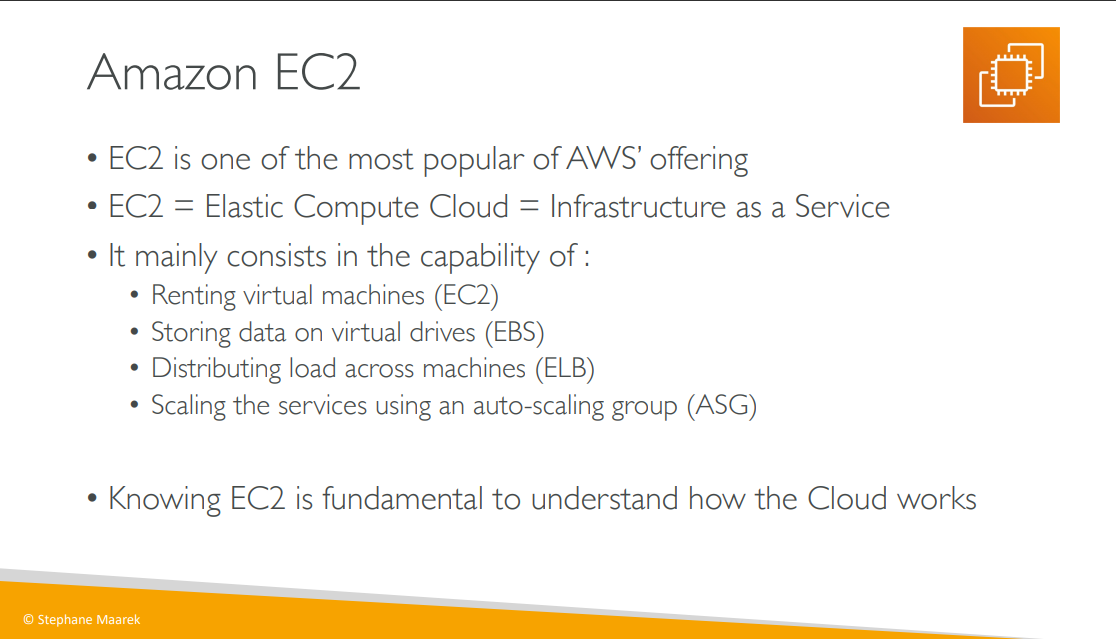 Amazon EC2
• EC2 is one of the most popular of AWS’ offering
• EC2 = Elastic Compute Cloud = Infrastructure as a Service
• It mainly consists in the capability of :
• Renting virtual machines (EC2)
• Storing data on virtual drives (EBS)
• Distributing load across machines (ELB)
• Scaling the services using an auto-scaling group (ASG)
• Knowing EC2 is fundamental to understand how the Cloud works
© Stephane Maarek